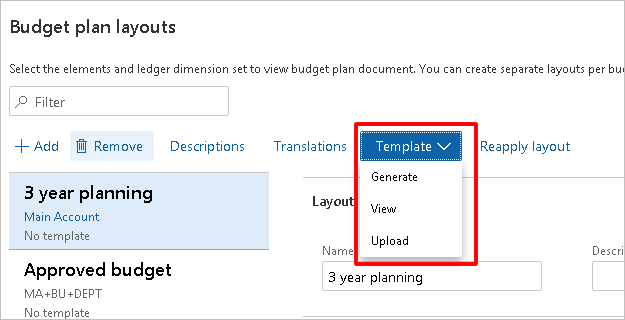 Budget plan layouts
Select the elements and ledger dimension set to view budget plan document. You can create separate layouts per bu
Filter
+ Add Remove Descriptions Translations Template Reapply layout
Generate
View
Upload
3 year planning
Main Account
No template
Approved budget
MA+BU+DEPT
No template
Layou
Name Descri
3 year planning